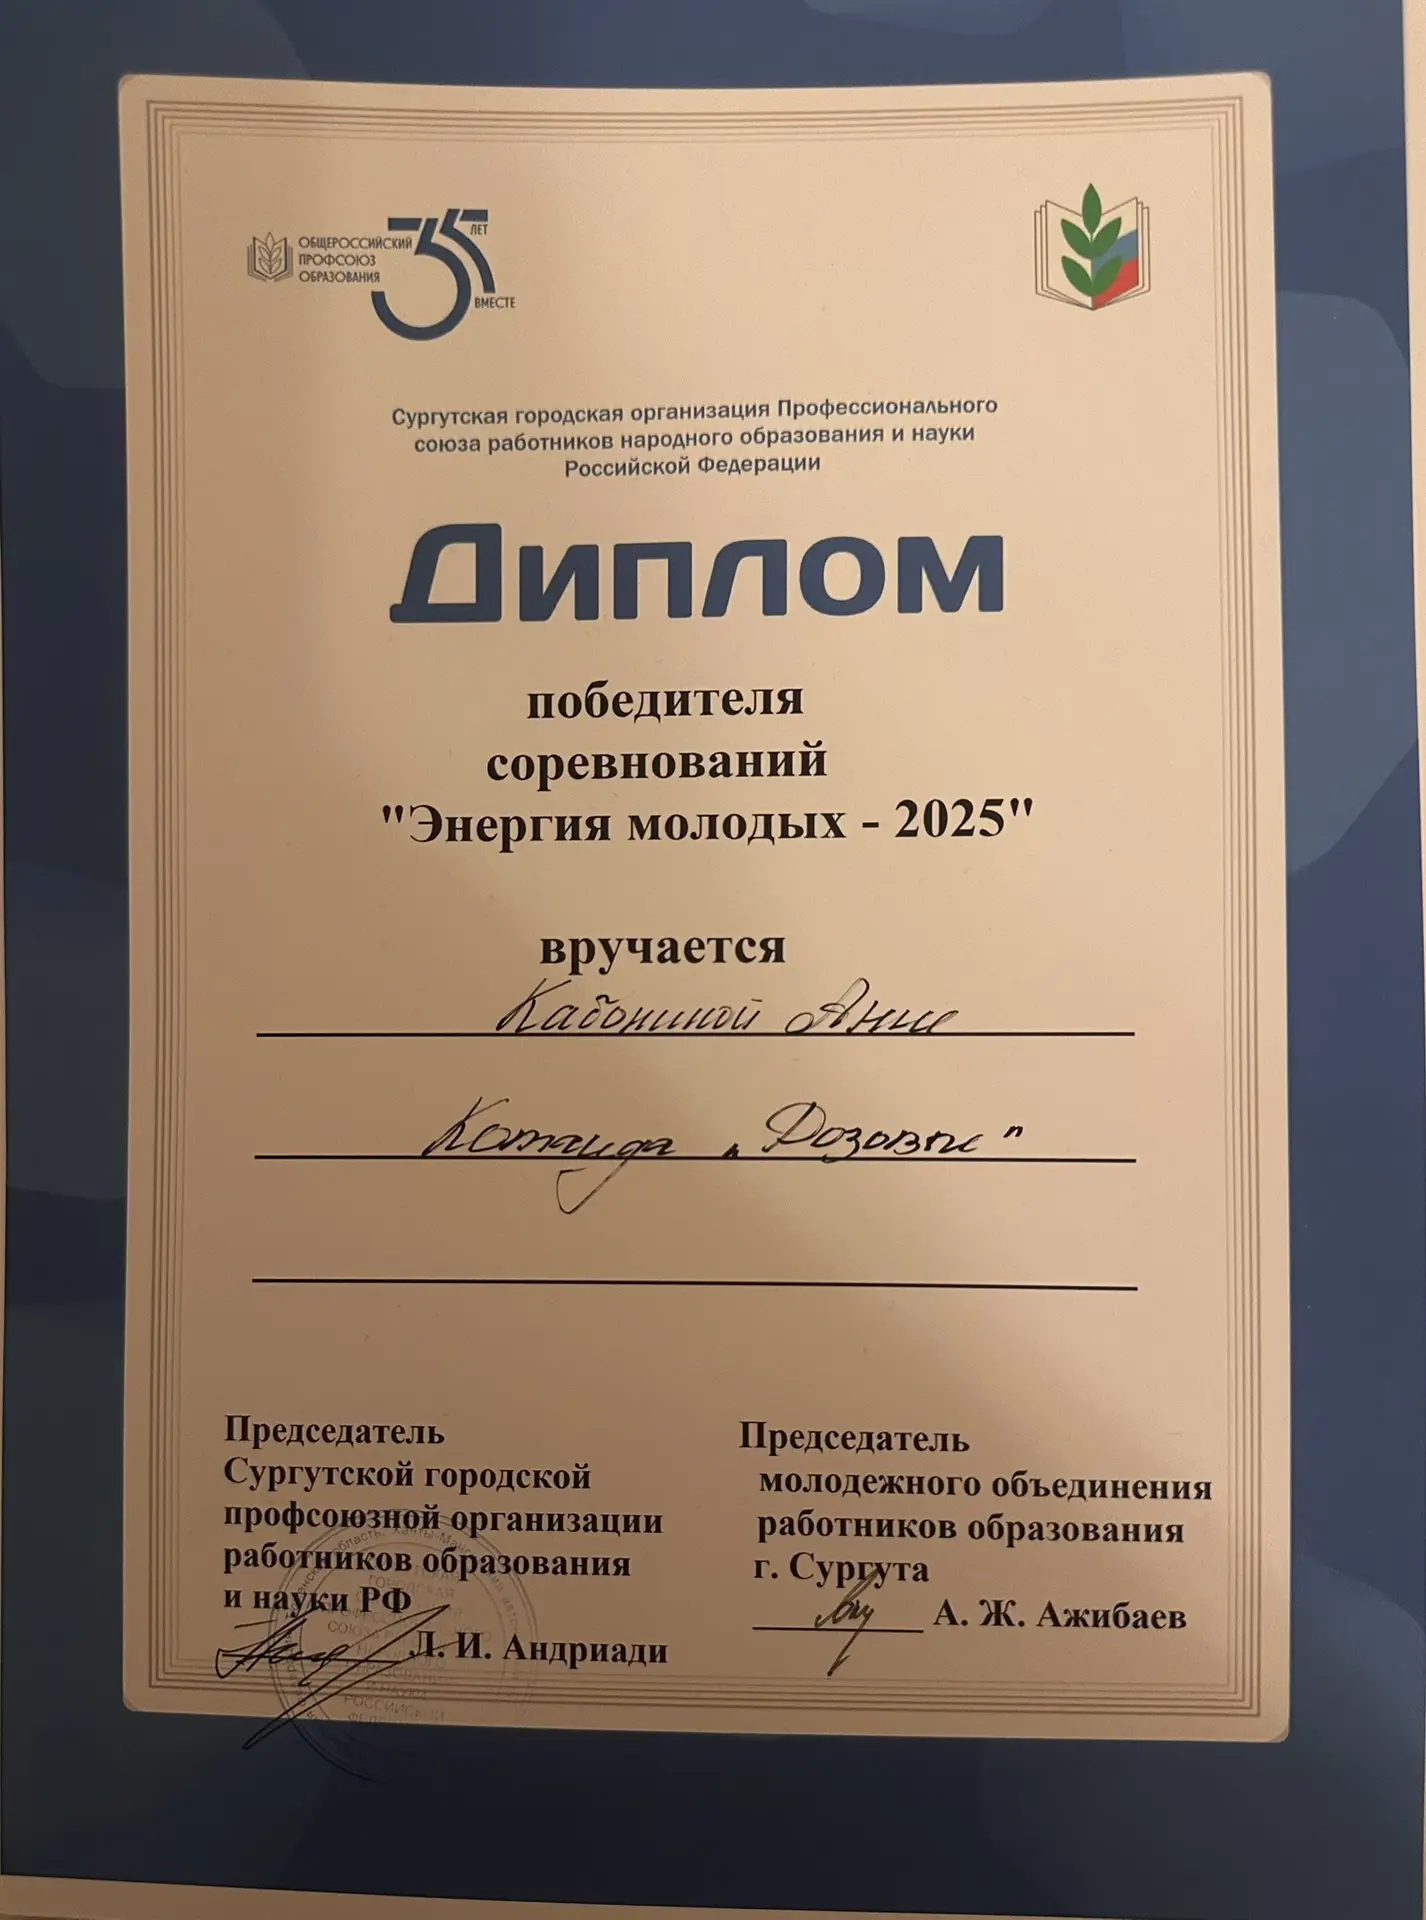 ОБЩЕРОССИЙСКИЙ
ПРОФСОЮЗ
ОБРАЗОВАНИЯ
35 ЛЕТ
ВМЕСТЕ
Сургутская городская организация Профессионального
союза работников народного образования и науки
Российской Федерации
Диплом
победителя
соревнований
"Энергия молодых - 2025"
вручается
Кабониной Анне
Команда „Розовые"
Председатель
Сургутской городской
профсоюзной организации
работников образования
и науки РФ
Л. И. Андриади
Председатель
молодежного объединения
работников образования
г. Сургута
А. Ж. Ажибаев